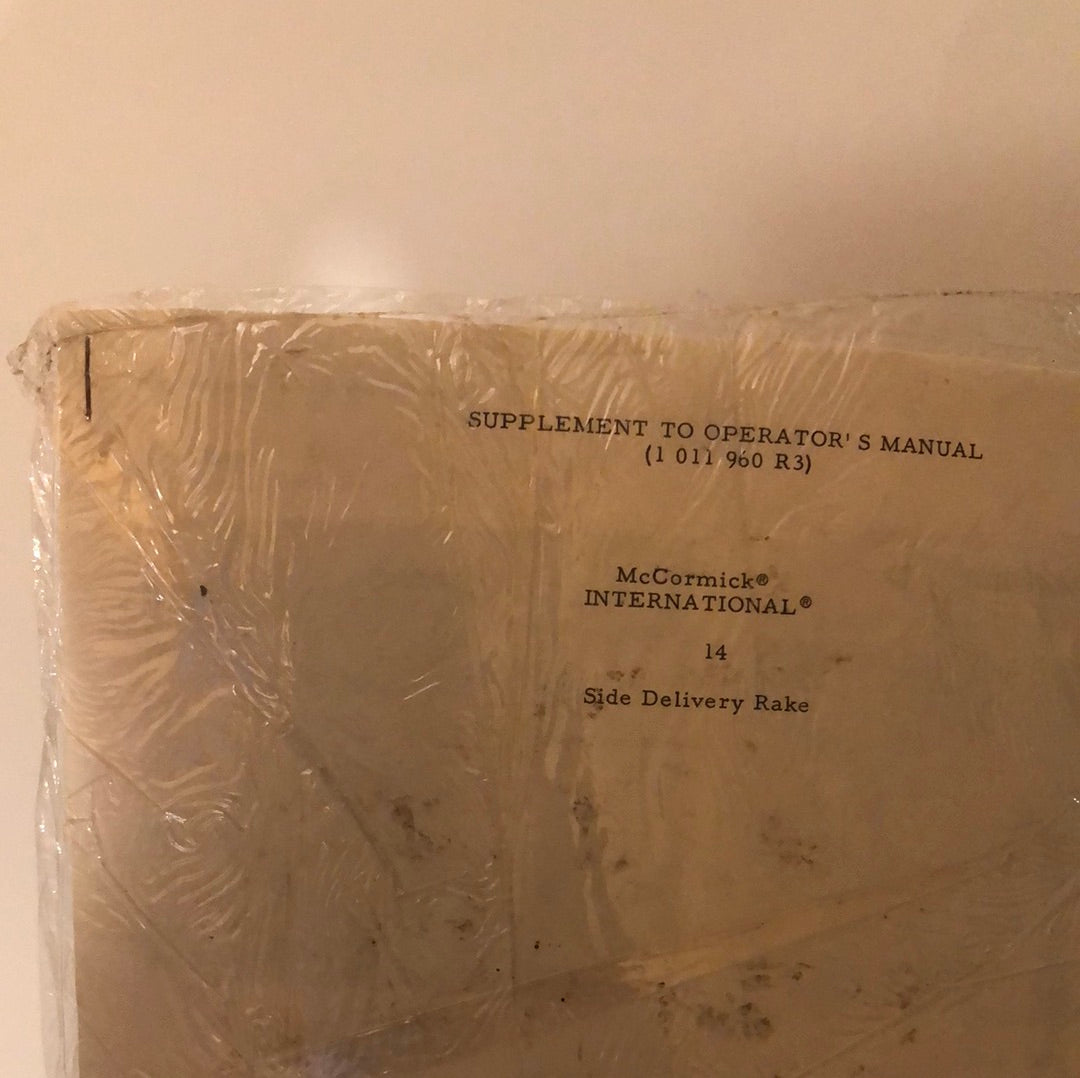 SUPPLEMENT TO OPERATOR'S MANUAL
(1 011 960 R3)
McCormick®
INTERNATIONAL®
14
Side Delivery Rake